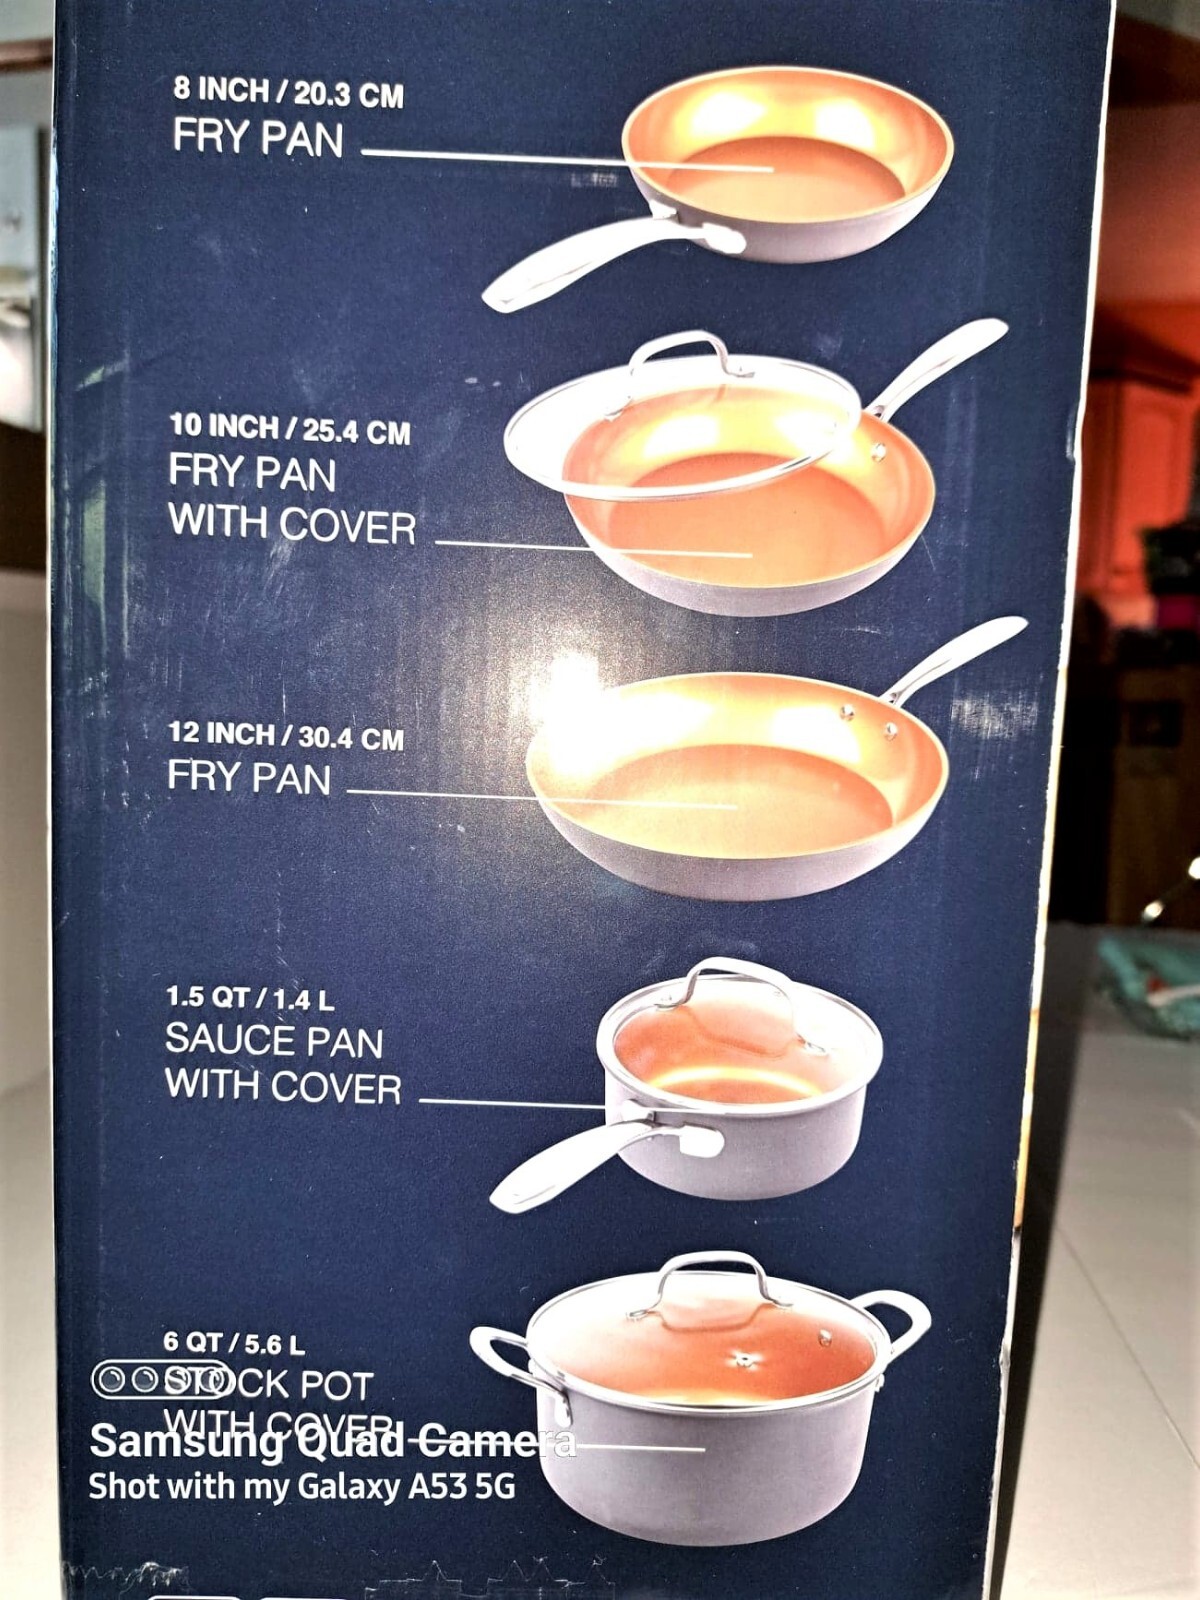 8 INCH / 20.3 CM
FRY PAN
10 INCH / 25.4 CM
FRY PAN
WITH COVER
12 INCH / 30.4 CM
FRY PAN
1.5 QT / 1.4 L
SAUCE PAN
WITH COVER
6 QT / 5.6 L
STOCK POT
WITH COVER
Samsung Quad Camera
Shot with my Galaxy A53 5G